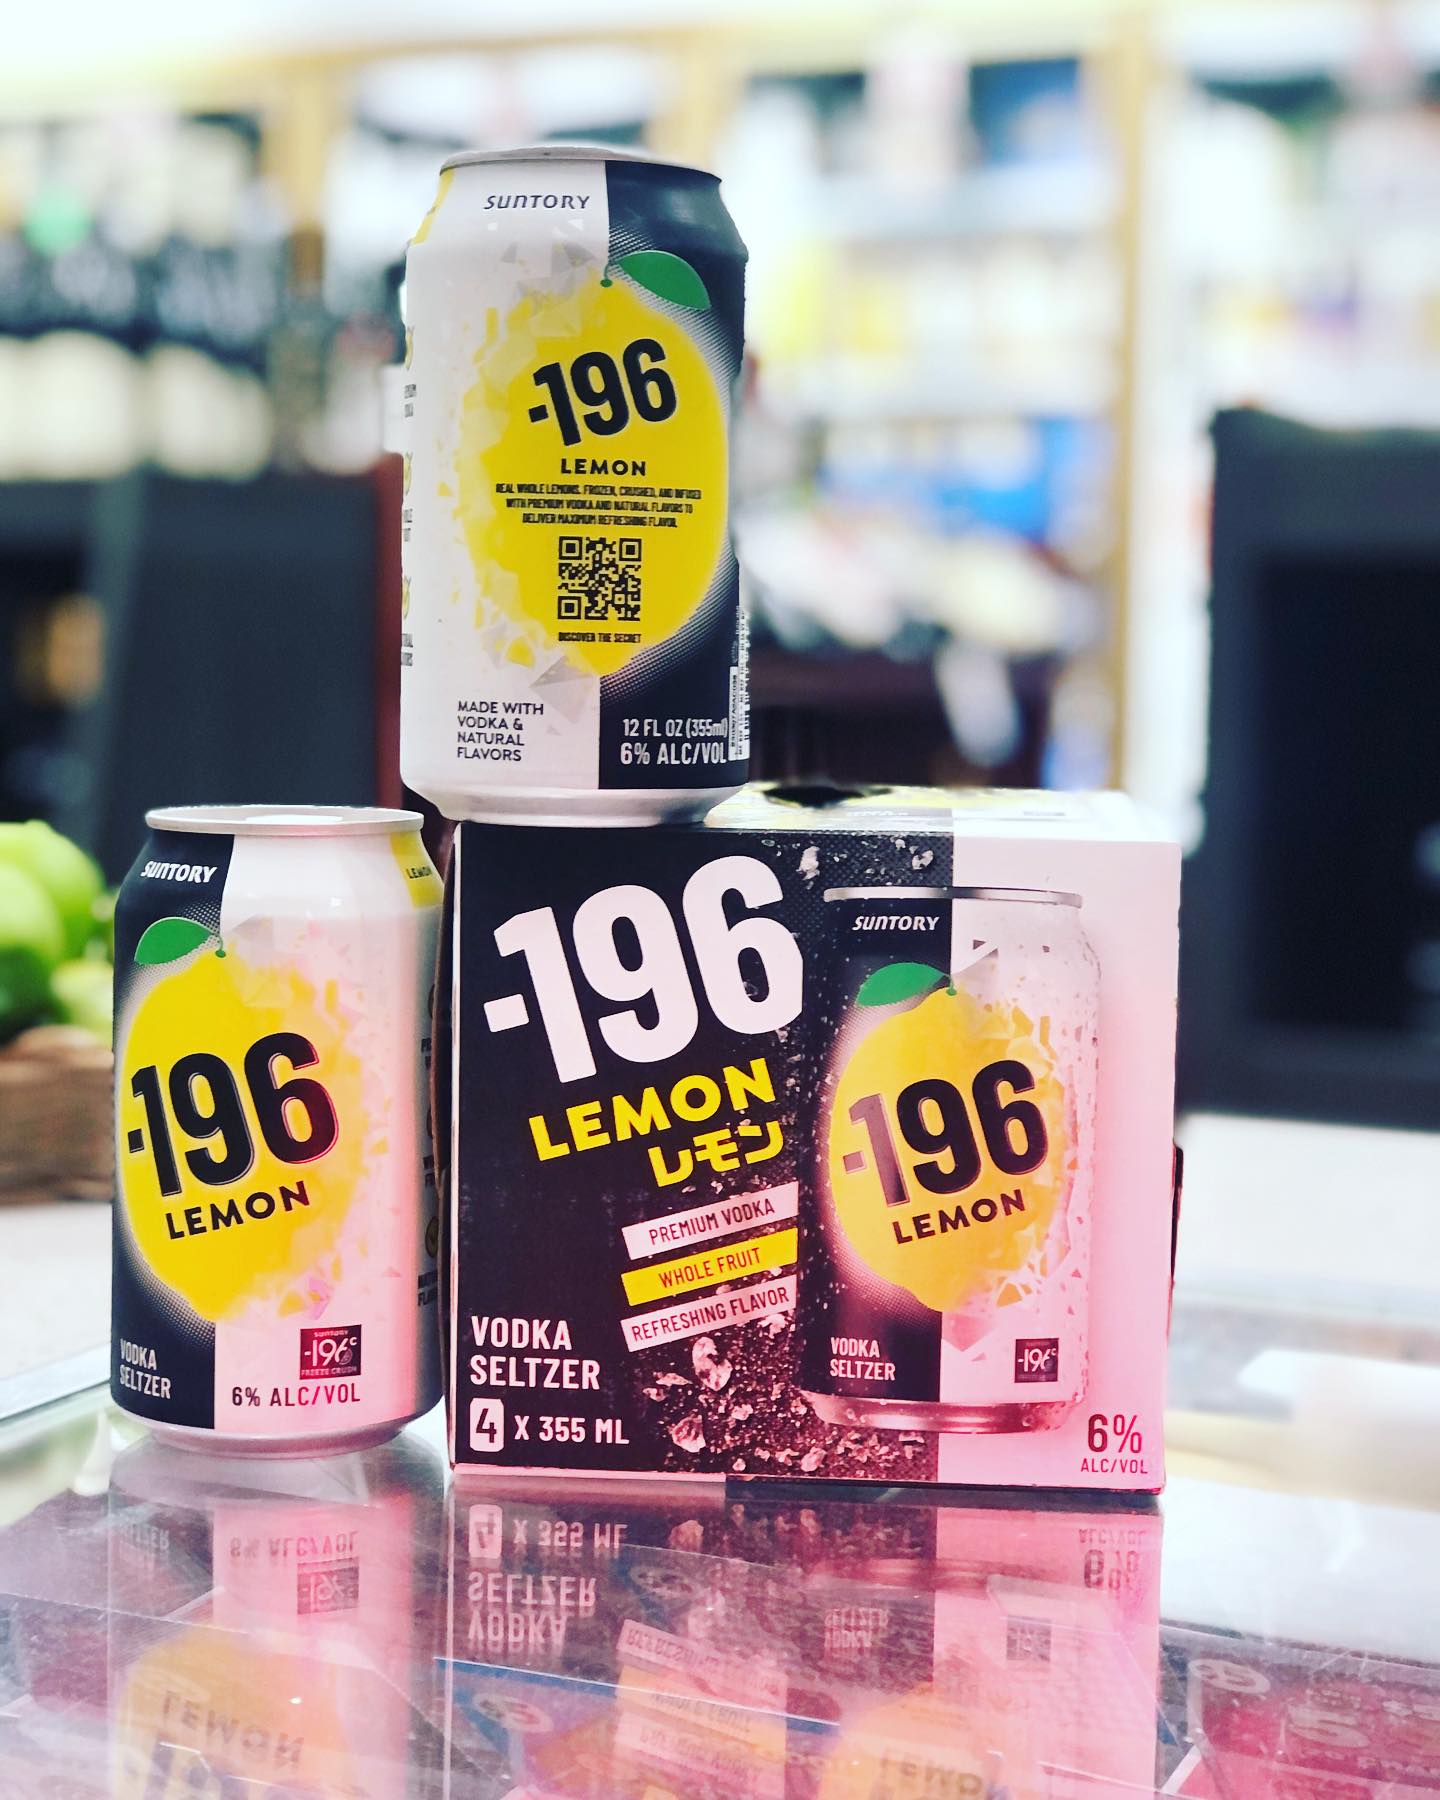 SUNTORY
-196
LEMON
REAL WHOLE LEMONS. FROZEN, CRUSHED, AND INFUSED
WITH PREMIUM VODKA AND NATURAL FLAVORS TO
DELIVER MAXIMUM REFRESHING FLAVOR.
DISCOVER THE SECRET
MADE WITH
VODKA &
NATURAL
FLAVORS
12 FL OZ (355ml)
6% ALC/VOL
SUNTORY
LEMON
-196
LEMON
VODKA
SELTZER
SUNTORY
-196°C
FREEZE CRUSH
6% ALC/VOL
-196
LEMON
レモン
PREMIUM VODKA
WHOLE FRUIT
REFRESHING FLAVOR
VODKA
SELTZER
4 X 355 ML
SUNTORY
-196
LEMON
VODKA
SELTZER
-196°C
6%
ALC/VOL